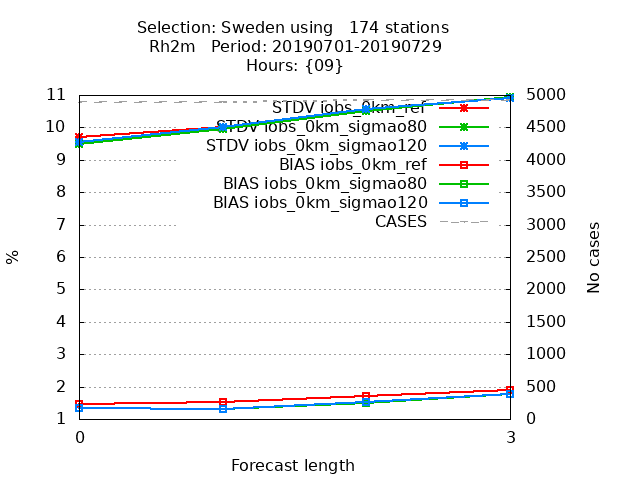 Selection: Sweden using   174 stations
Rh2m   Period: 20190701-20190729
Hours: {09}
11 5000
STDV iobs_0km_ref
10 4500
STDV iobs_0km_sigmao80
STDV iobs_0km_sigmao120
9 4000
BIAS iobs_0km_ref
8 3500
BIAS iobs_0km_sigmao80
BIAS iobs_0km_sigmao120
7 3000
CASES
6 2500
%
No cases
5 2000
4 1500
3 1000
2 500
1 0
0 3
Forecast length